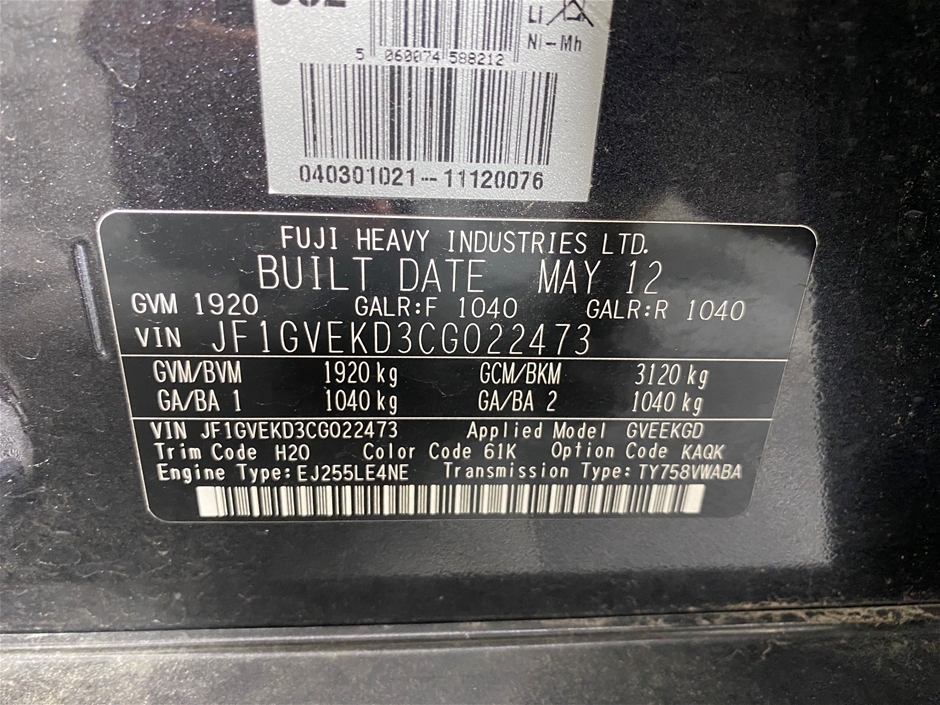 Li
Ni-Mh
5 060074 588212
040301021--11120076
FUJI HEAVY INDUSTRIES LTD.
BUILT DATE MAY 12
GVM 1920 GALR:F 1040 GALR:R 1040
VIN JF1GVEKD3CG022473
GVM/BVM 1920 kg GCM/BKM 3120 kg
GA/BA 1 1040 kg GA/BA 2 1040 kg
VIN JF1GVEKD3CG022473 Applied Model GVEEKGD
Trim Code H20 Color Code 61K Option Code KAQK
Engine Type:EJ255LE4NE Transmission Type:TY758VWABA